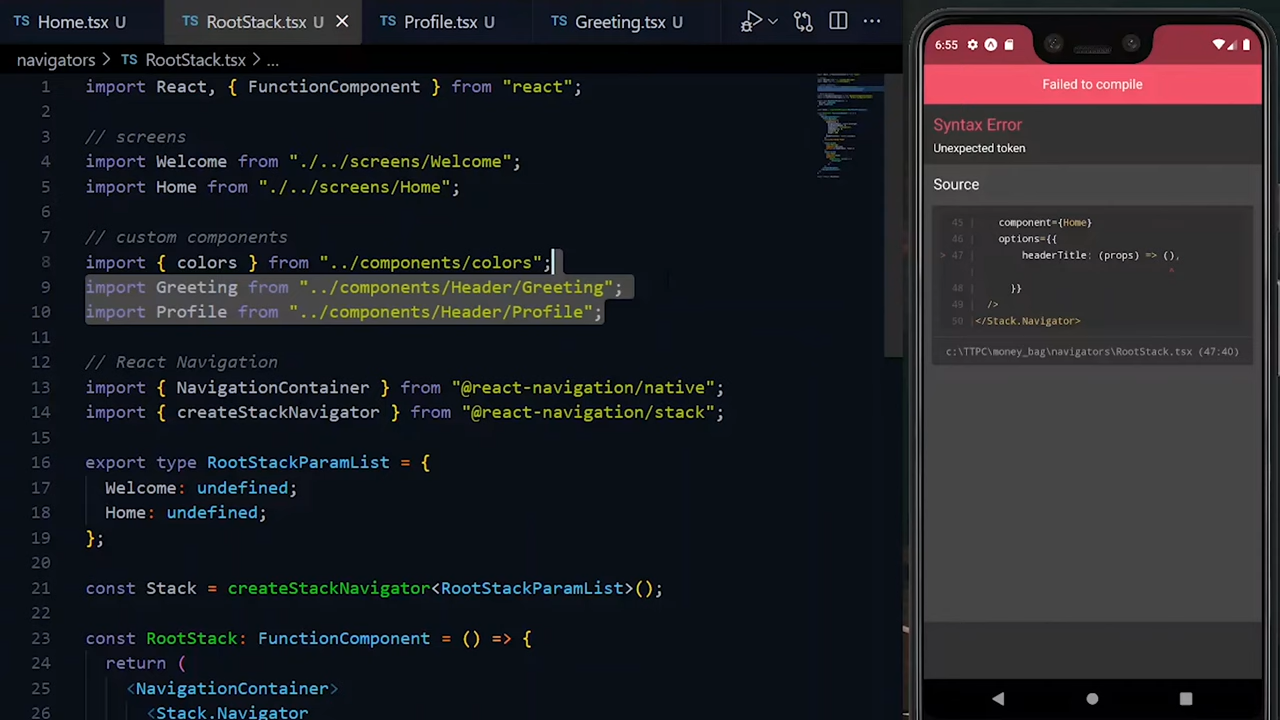 TS Home.tsx U
TS RootStack.tsx U
TS Profile.tsx U
TS Greeting.tsx U
navigators > TS RootStack.tsx > ...
1 import React, { FunctionComponent } from "react";
2
3 // screens
4 import Welcome from "./../screens/Welcome";
5 import Home from "./../screens/Home";
6
7 // custom components
8 import { colors } from "../components/colors";
9 import Greeting from "../components/Header/Greeting";
10 import Profile from "../components/Header/Profile";
11
12 // React Navigation
13 import { NavigationContainer } from "@react-navigation/native";
14 import { createStackNavigator } from "@react-navigation/stack";
15
16 export type RootStackParamList = {
17 Welcome: undefined;
18 Home: undefined;
19 };
20
21 const Stack = createStackNavigator<RootStackParamList>();
22
23 const RootStack: FunctionComponent = () => {
24 return (
25 <NavigationContainer>
26 <Stack.Navigator
6:55
Failed to compile
Syntax Error
Unexpected token
Source
45 | component={Home}
46 | options={{
> 47 | headerTitle: (props) => (),
| ^
48 | }}
49 | />
50 | </Stack.Navigator>
c:\TTPC\money_bag\navigators\RootStack.tsx (47:40)